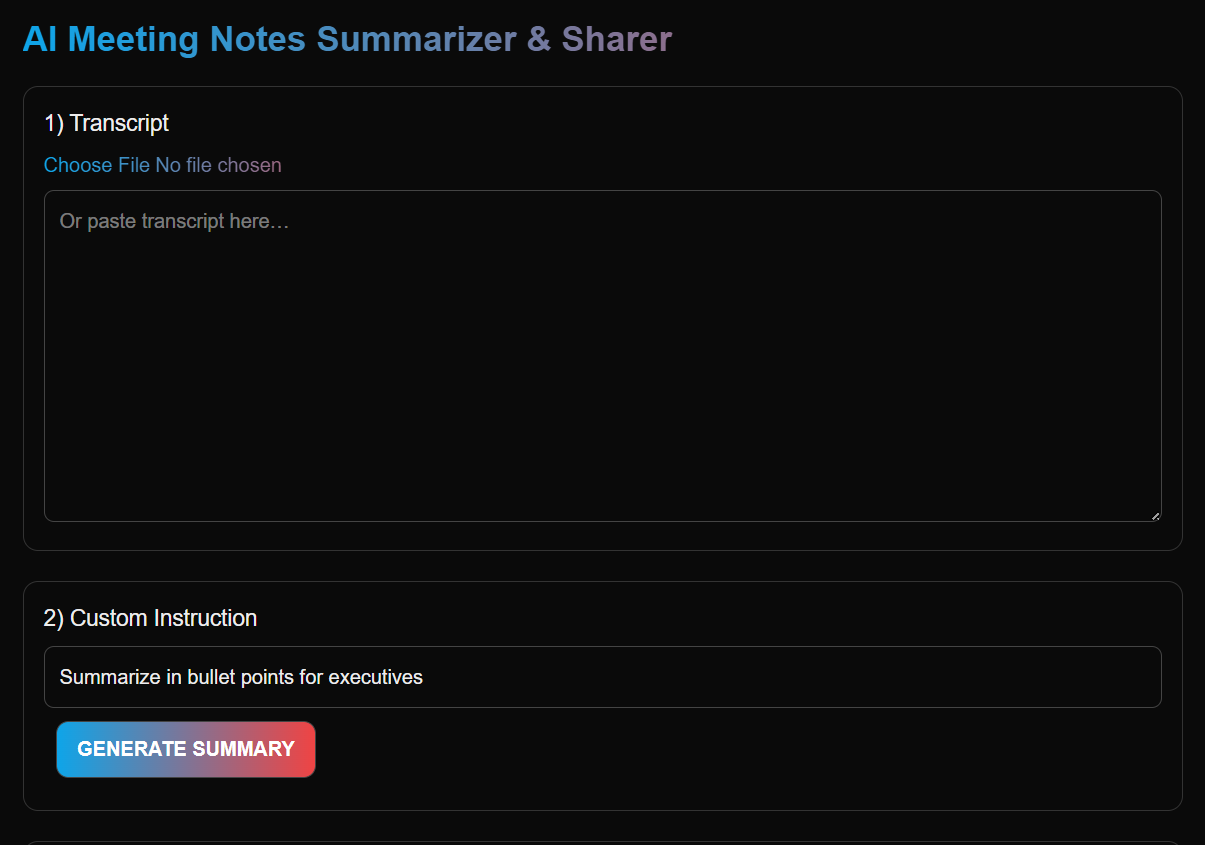 AI Meeting Notes Summarizer & Sharer
1) Transcript
Choose File No file chosen
Or paste transcript here…
2) Custom Instruction
Summarize in bullet points for executives
GENERATE SUMMARY